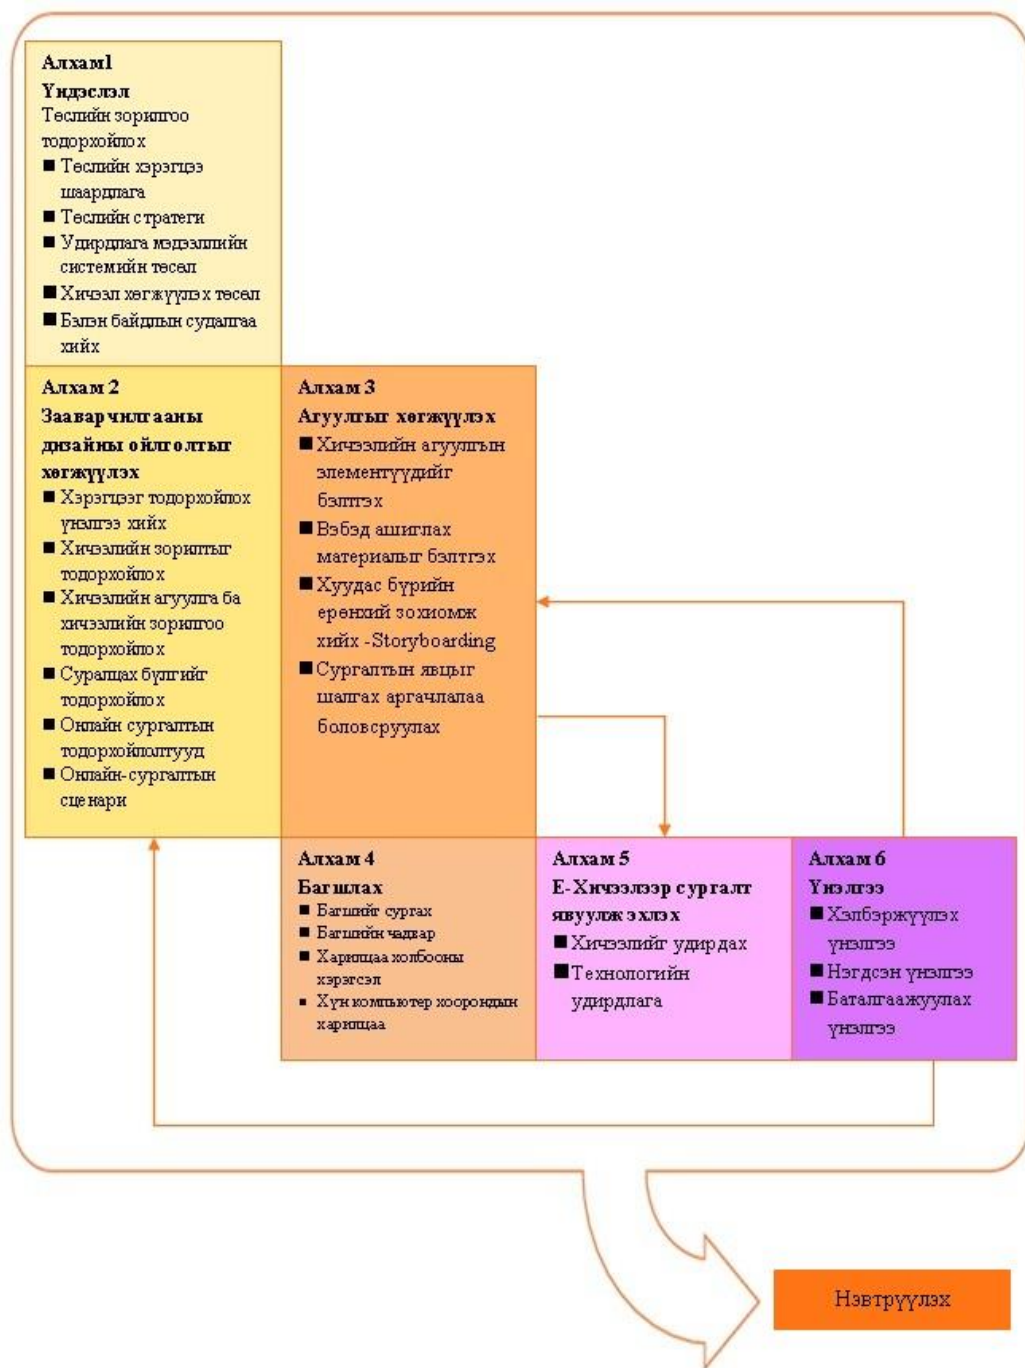 Алхам1
Үндэслэл
Төслийн зорилгоо
тодорхойлох
■ Төслийн хэрэгцээ
шаардлага
■ Төслийн стратеги
■ Удирдлага мэдээллийн
системийн төсөл
■ Хичээл хөгжүүлэх төсөл
■ Бэлэн байдлын судалгаа
хийх
Алхам 2
Зааварчилгааны
дизайны ойлголтыг
хөгжүүлэх
■ Хэрэгцээг тодорхойлох
үнэлгээ хийх
■ Хичээлийн зорилтыг
тодорхойлох
■ Хичээлийн агуулга ба
хичээлийн зорилгоо
тодорхойлох
■ Суралцах бүлгийг
тодорхойлох
■ Онлайн сургалтын
тодорхойлолтууд
■ Онлайн-сургалтын
сценари
Алхам 3
Агуулгыг хөгжүүлэх
■ Хичээлийн агуулгын
элементүүдийг
бэлтгэх
■ Вэбэд ашиглах
материалыг бэлтгэх
■ Хуудас бүрийн
ерөнхий зохиомж
хийх -Storyboarding
■ Сургалтын явцыг
шалгах аргачлалаа
боловсруулах
Алхам 4
Багшлах
■ Багшийг сургах
■ Багшийн чадвар
■ Харилцаа холбооны
хэрэгсэл
■ Хүн компьютер хоорондын
харилцаа
Алхам 5
Е-Хичээлээр сургалт
явуулж эхлэх
■ Хичээлийг удирдах
■ Технологийн
удирдлага
Алхам 6
Үнэлгээ
■ Хэлбэржүүлэх
үнэлгээ
■ Нэгдсэн үнэлгээ
■ Баталгаажуулах
үнэлгээ
Нэвтрүүлэх